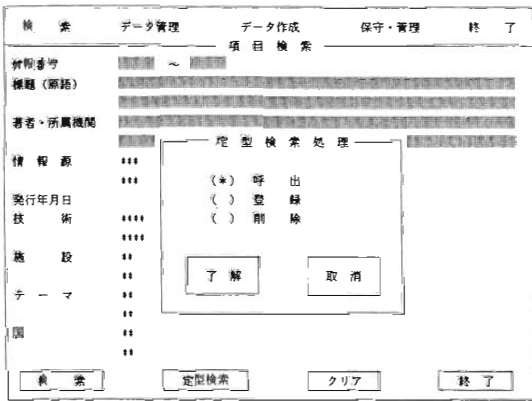 検 索 データ管理 データ作成 保守・管理 終 了
項 目 検 索
情報番号 ～
標題(原語)
著者・所属機関
定 型 検 索 処 理
情 報 源 ***
***
(*) 呼 出
発行年月日
( ) 登 録
技 術 ****
( ) 削 除
****
施 設 **
**
了 解 取 消
テ ー マ **
**
国 **
**
検 索 定型検索 クリア 終 了